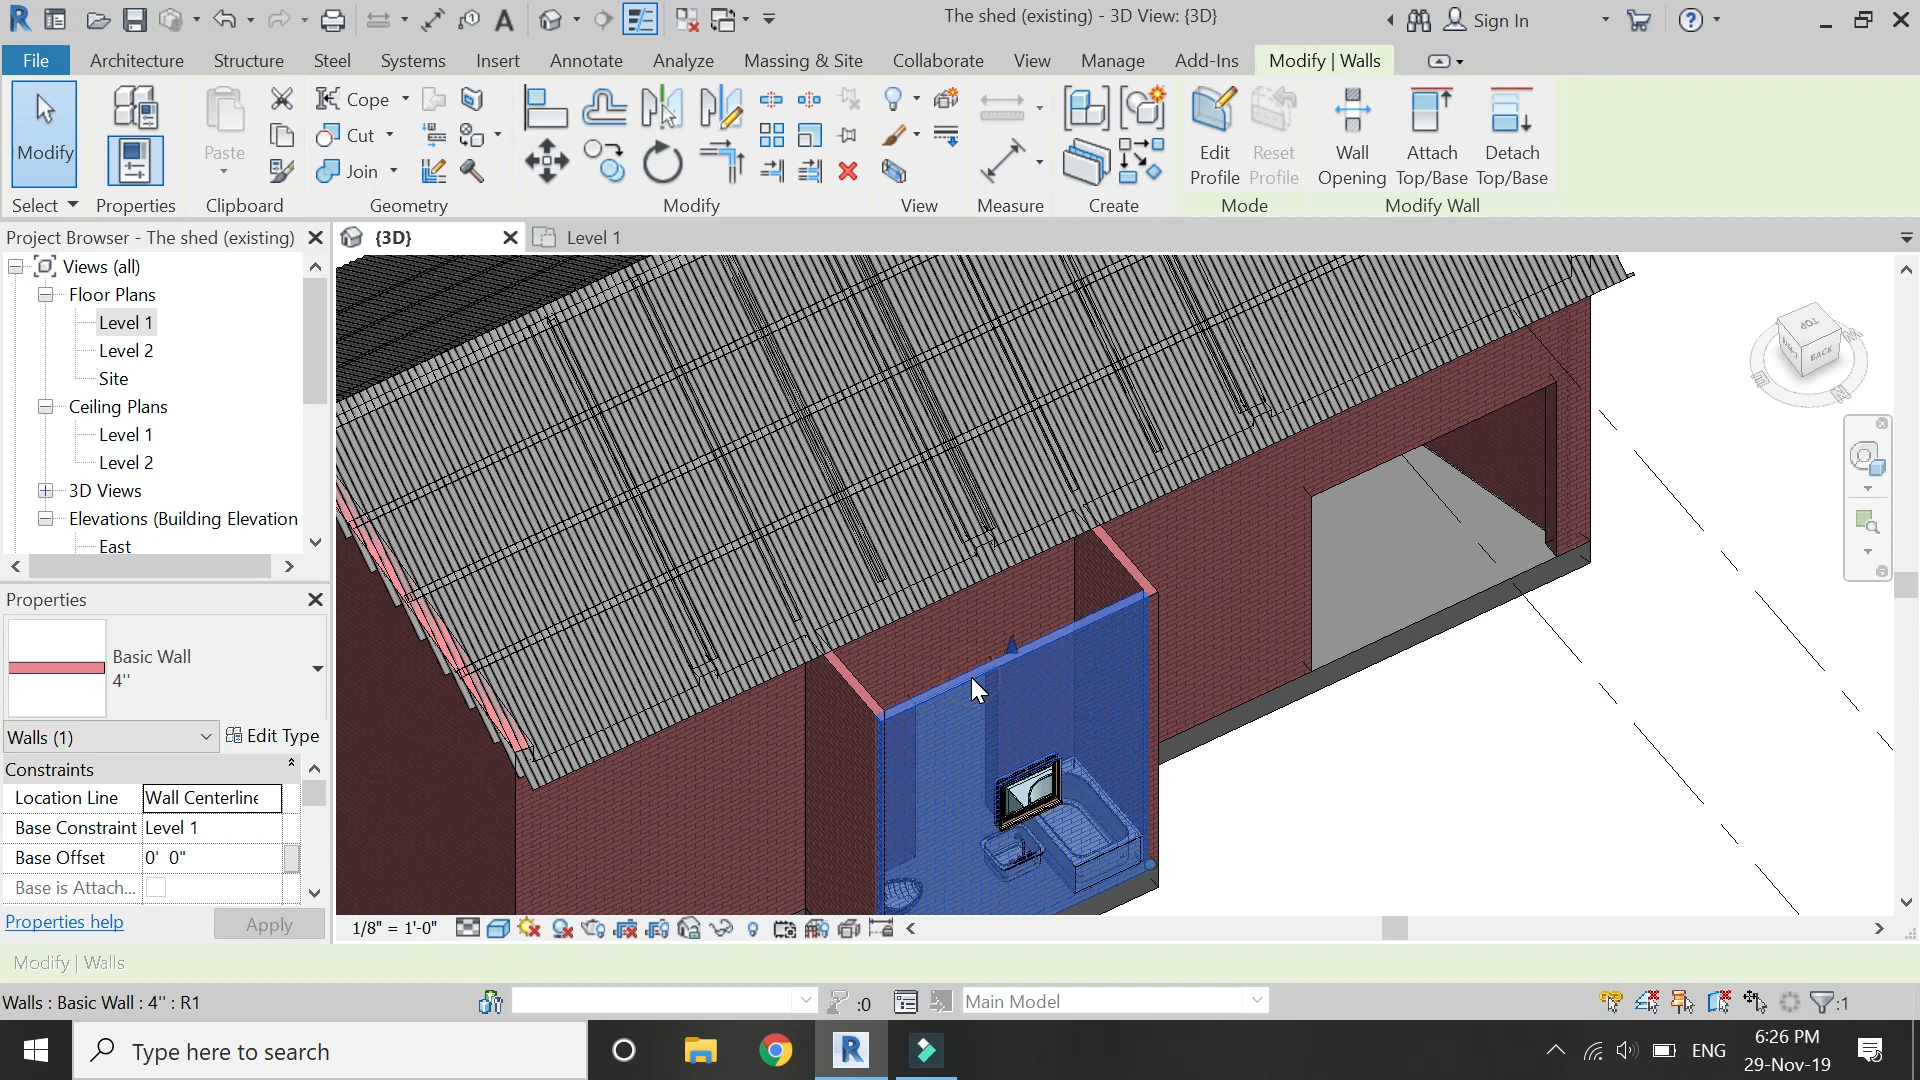 The shed (existing) - 3D View: {3D}
Sign In
File
Architecture
Structure
Steel
Systems
Insert
Annotate
Analyze
Massing & Site
Collaborate
View
Manage
Add-Ins
Modify | Walls
Modify
Paste
Cope
Cut
Join
Edit Profile
Reset Profile
Wall Opening
Attach Top/Base
Detach Top/Base
Select
Properties
Clipboard
Geometry
Modify
View
Measure
Create
Mode
Modify Wall
Project Browser - The shed (existing)
{3D}
Level 1
Views (all)
Floor Plans
Level 1
Level 2
Site
Ceiling Plans
Level 1
Level 2
3D Views
Elevations (Building Elevation
East
TOP
BACK
Properties
Basic Wall
4''
Walls (1)
Edit Type
Constraints
Location Line
Wall Centerline
Base Constraint
Level 1
Base Offset
0'  0"
Base is Attach...
Properties help
Apply
1/8" = 1'-0"
Modify | Walls
Walls : Basic Wall : 4'' : R1
:0
Main Model
:1
Type here to search
ENG
6:26 PM
29-Nov-19